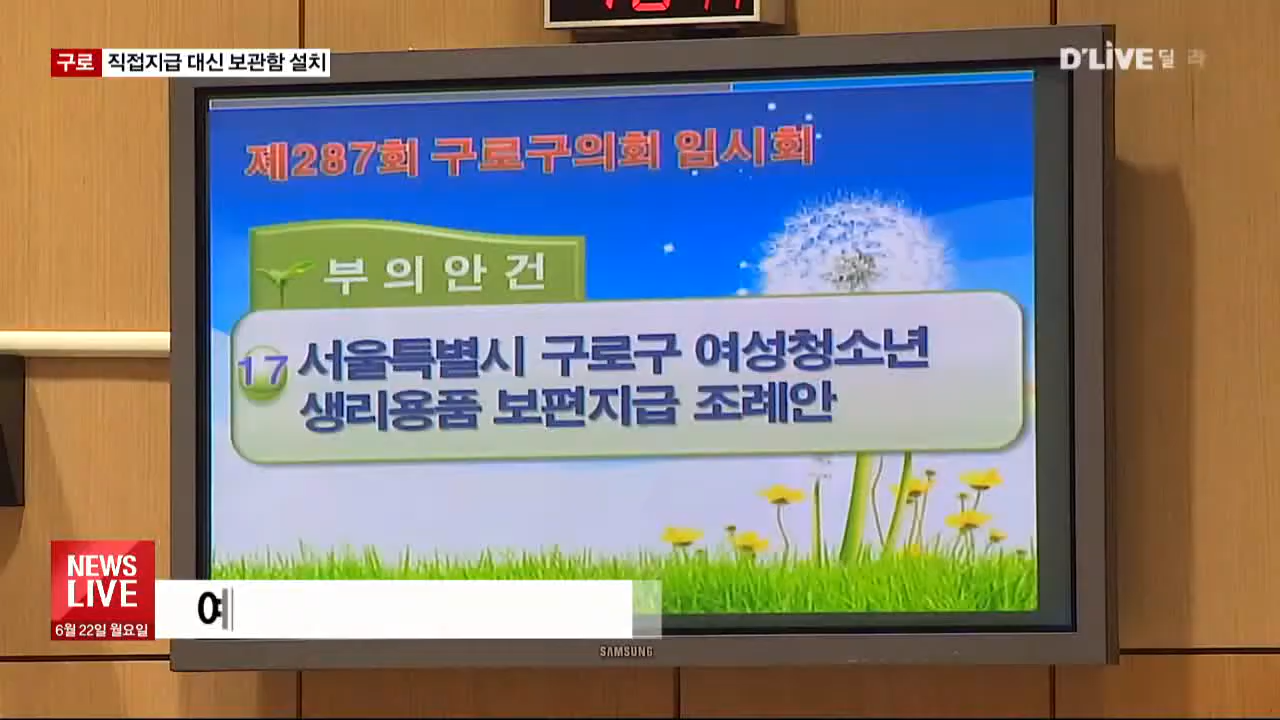 구로 직접지급 대신 보관함 설치
D'LIVE 딜라
제287회 구로구의회 임시회
부의안건
17 서울특별시 구로구 여성청소년
생리용품 보편지급 조례안
NEWS
LIVE
6월 22일 월요일
예
SAMSUNG